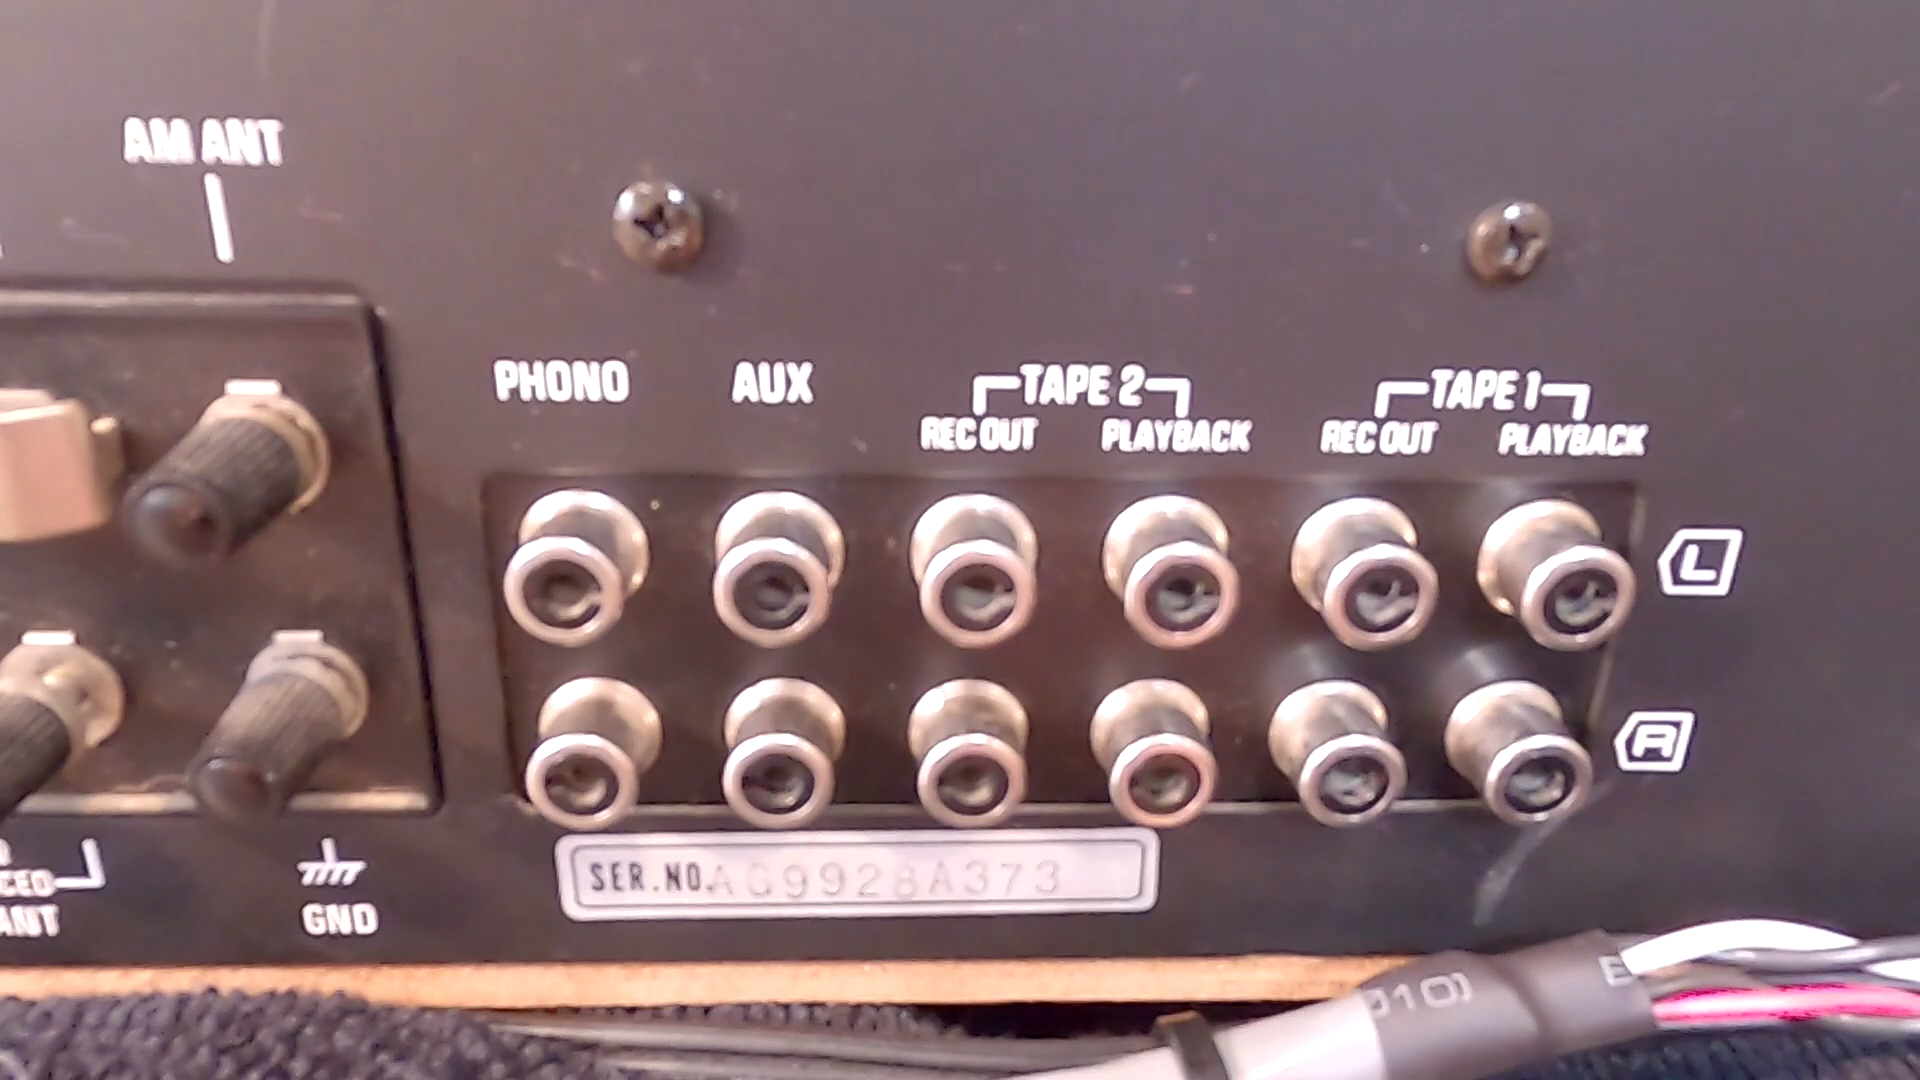 AM ANT
PHONO AUX TAPE 2 TAPE 1
REC OUT PLAYBACK REC OUT PLAYBACK
L
R
SER.NO. AG9928A373
ANT GND